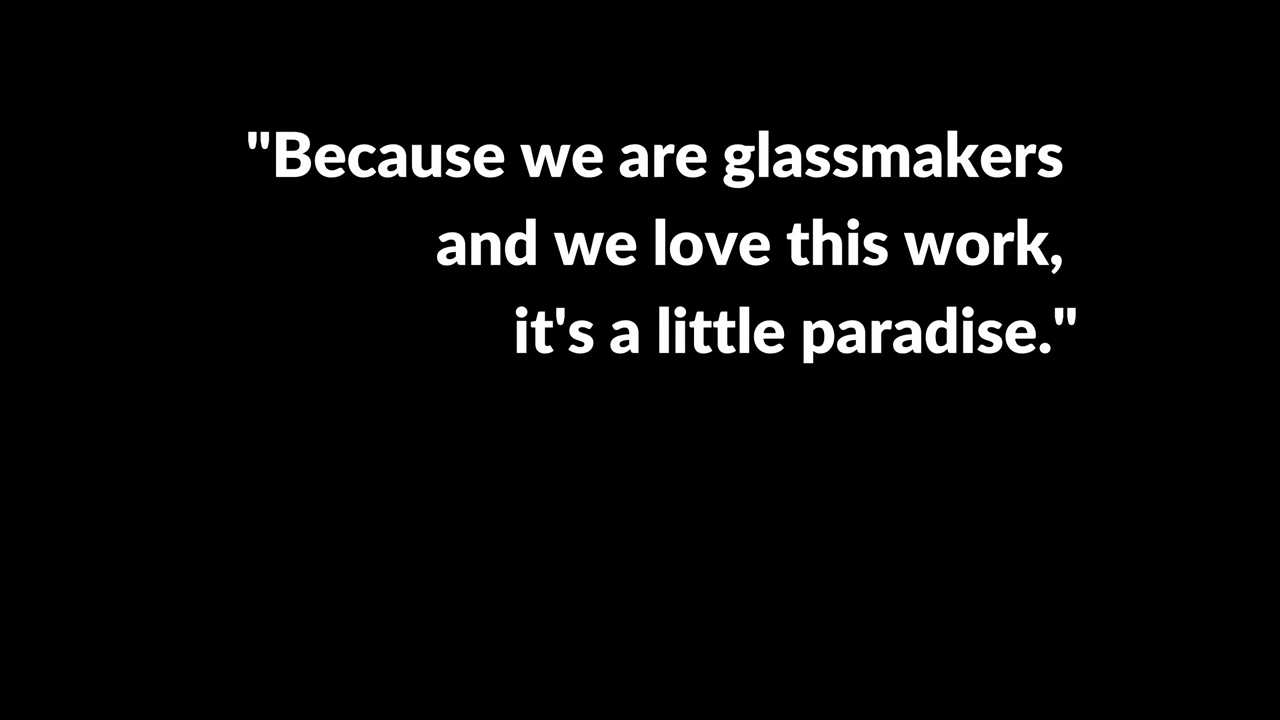 "Because we are glassmakers
and we love this work,
it's a little paradise."